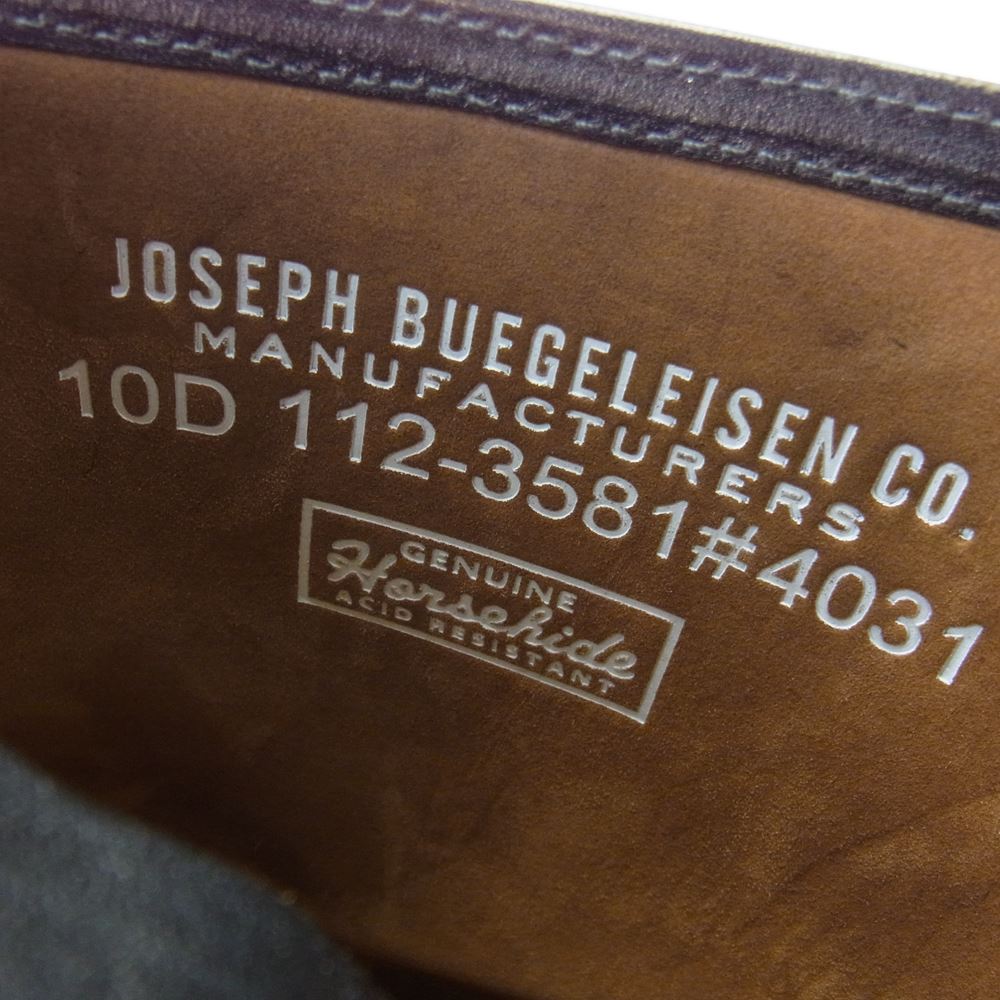 JOSEPH BUEGELEISEN CO.
MANUFACTURERS
10D 112-3581#4031
GENUINE
Horsehide
ACID RESISTANT